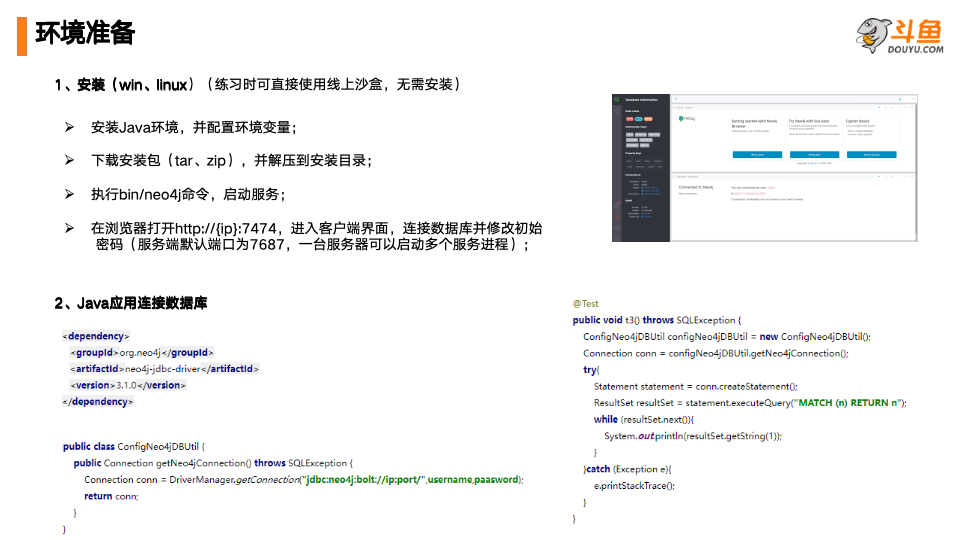 环境准备
斗鱼
DOUYU.COM
1、安装（win、linux）（练习时可直接使用线上沙盒，无需安装）
➢ 安装Java环境，并配置环境变量；
➢ 下载安装包（tar、zip），并解压到安装目录；
➢ 执行bin/neo4j命令，启动服务；
➢ 在浏览器打开http://{ip}:7474，进入客户端界面，连接数据库并修改初始
密码（服务端默认端口为7687，一台服务器可以启动多个服务进程）；
Database Information
Getting started with Neo4j Browser
Try Neo4j with live data
Cypher basics
Connected to Neo4j
2、Java应用连接数据库
<dependency>
<groupId>org.neo4j</groupId>
<artifactId>neo4j-jdbc-driver</artifactId>
<version>3.1.0</version>
</dependency>
public class ConfigNeo4jDBUtil {
public Connection getNeo4jConnection() throws SQLException {
Connection conn = DriverManager.getConnection("jdbc:neo4j:bolt://ip:port/",username,paasword);
return conn;
}
}
@Test
public void t3() throws SQLException {
ConfigNeo4jDBUtil configNeo4jDBUtil = new ConfigNeo4jDBUtil();
Connection conn = configNeo4jDBUtil.getNeo4jConnection();
try{
Statement statement = conn.createStatement();
ResultSet resultSet = statement.executeQuery("MATCH (n) RETURN n");
while (resultSet.next()){
System.out.println(resultSet.getString(1));
}
}catch (Exception e){
e.printStackTrace();
}
}